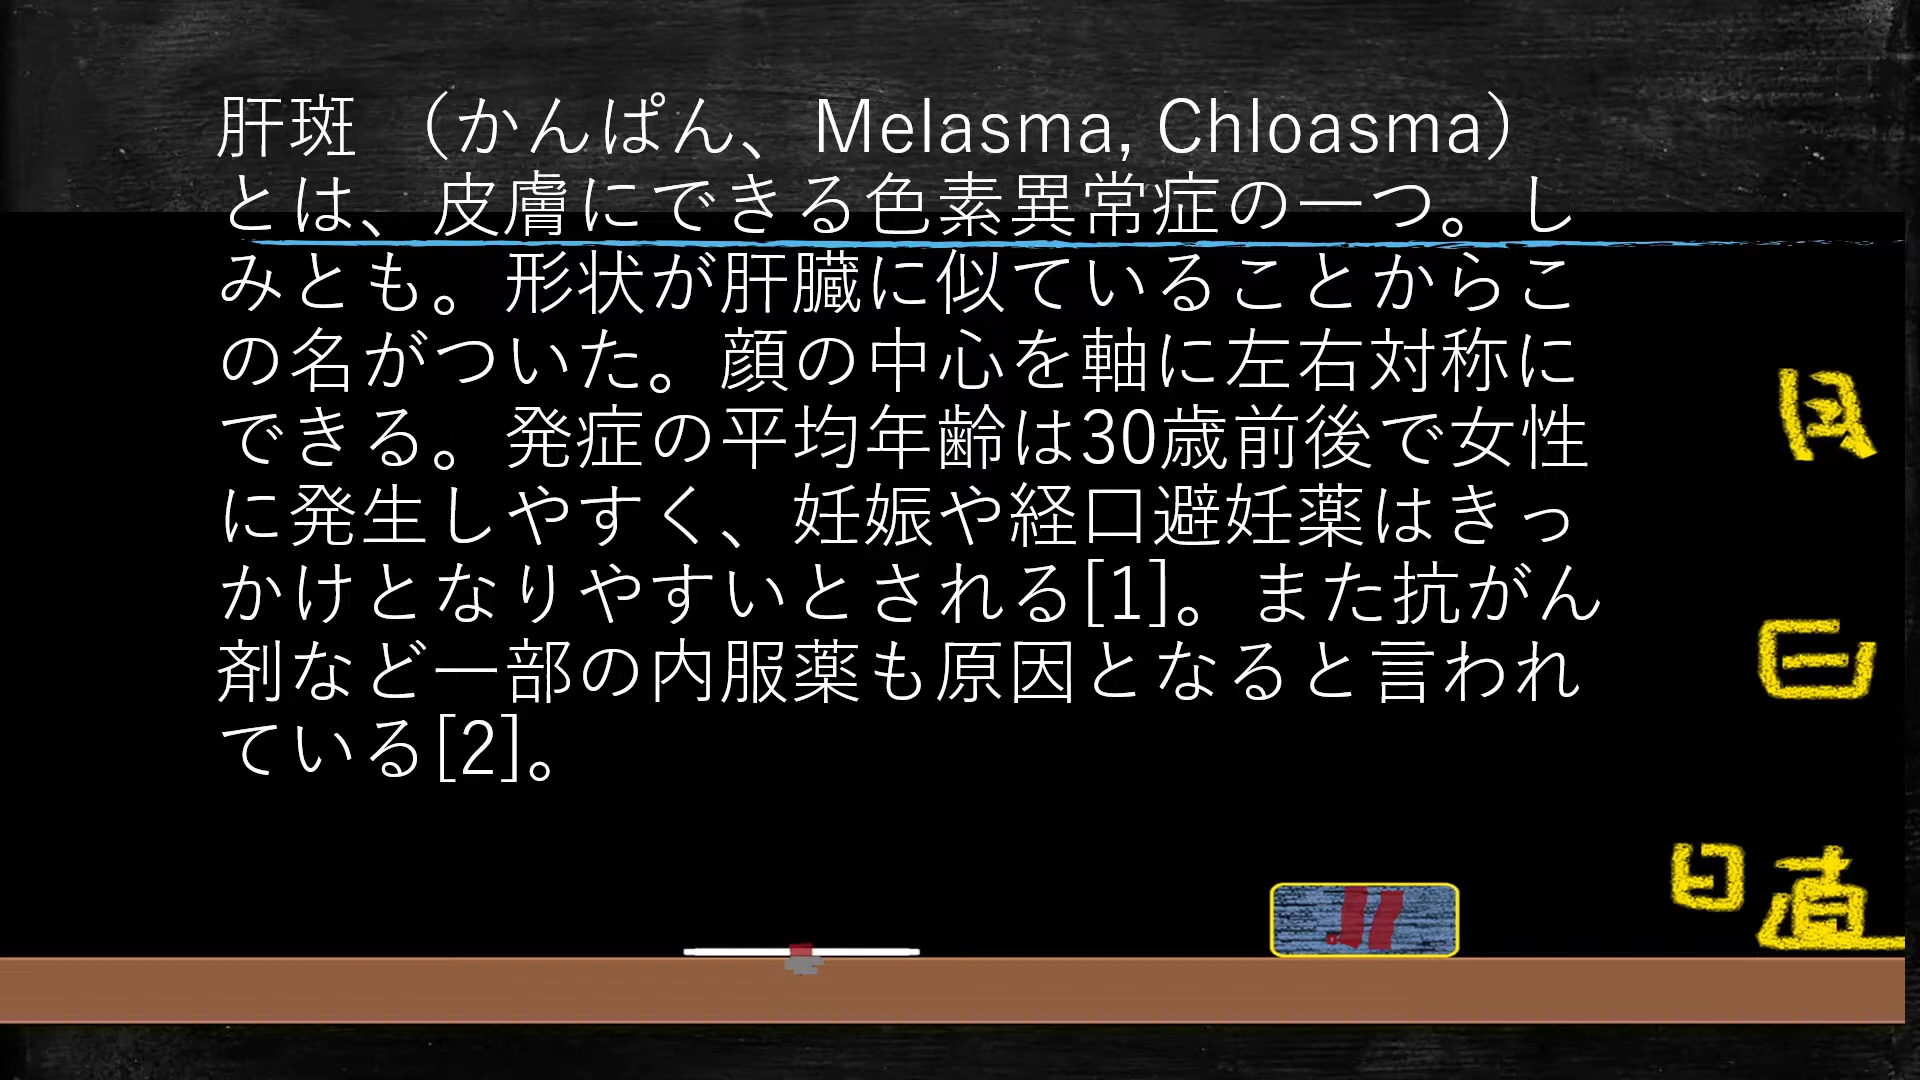 肝斑 （かんぱん、Melasma, Chloasma）
とは、皮膚にできる色素異常症の一つ。し
みとも。形状が肝臓に似ていることからこ
の名がついた。顔の中心を軸に左右対称に
できる。発症の平均年齢は30歳前後で女性
に発生しやすく、妊娠や経口避妊薬はきっ
かけとなりやすいとされる[1]。また抗がん
剤など一部の内服薬も原因となると言われ
ている[2]。
日直